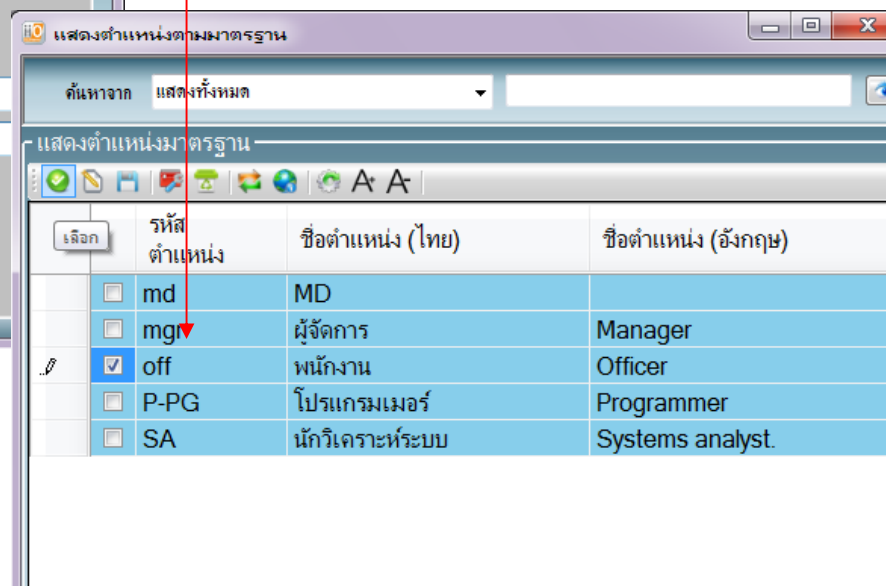 แสดงตำแหน่งตามมาตรฐาน
ค้นหาจาก แสดงทั้งหมด
แสดงตำแหน่งมาตรฐาน
A+ A-
เลือก
รหัส
ตำแหน่ง ชื่อตำแหน่ง (ไทย) ชื่อตำแหน่ง (อังกฤษ)
md MD
mgr ผู้จัดการ Manager
off พนักงาน Officer
P-PG โปรแกรมเมอร์ Programmer
SA นักวิเคราะห์ระบบ Systems analyst.